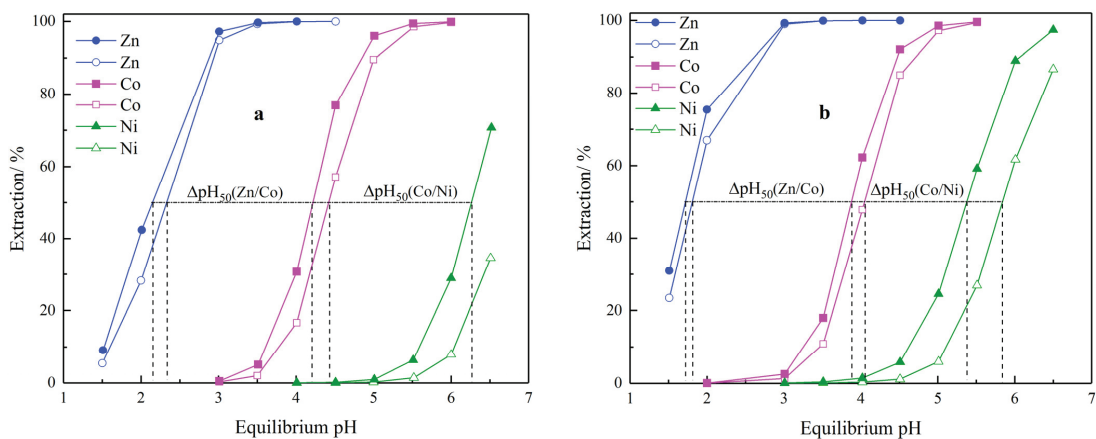 Extraction/ %
100
80
60
40
20
0
Zn
Zn
Co
Co
Ni
Ni
a
ΔpH50(Zn/Co)
ΔpH50(Co/Ni)
1 2 3 4 5 6 7
Equilibrium pH
Extraction/ %
100
80
60
40
20
0
Zn
Zn
Co
Co
Ni
Ni
b
ΔpH50(Zn/Co)
ΔpH50(Co/Ni)
1 2 3 4 5 6 7
Equilibrium pH